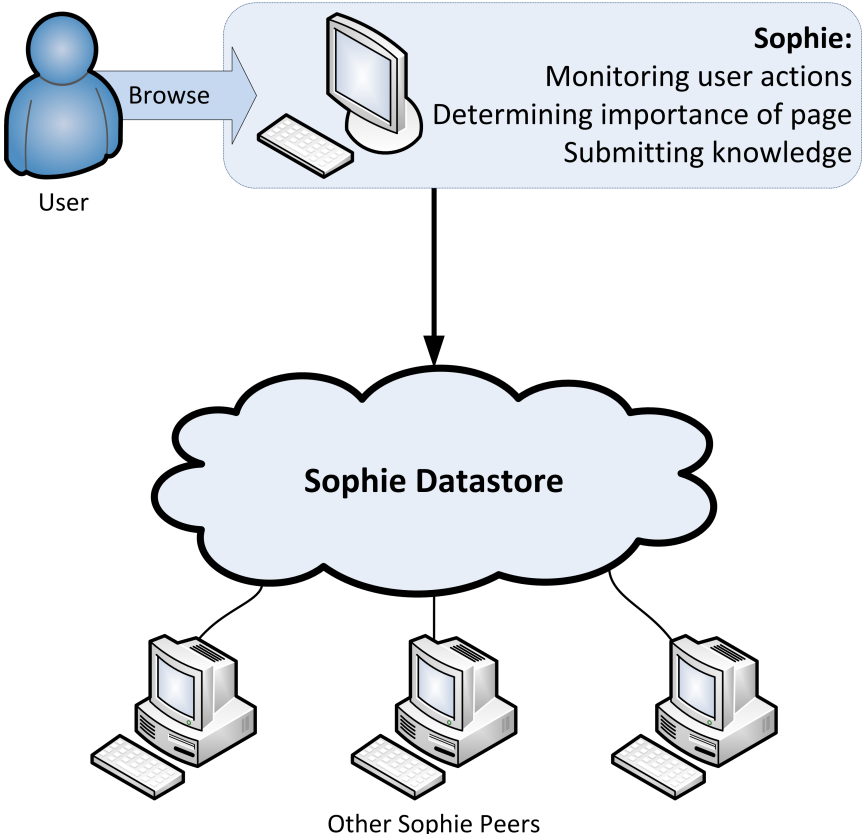 Sophie:
Monitoring user actions
Browse
Determining importance of page
Submitting knowledge
User
Sophie Datastore
Other Sophie Peers